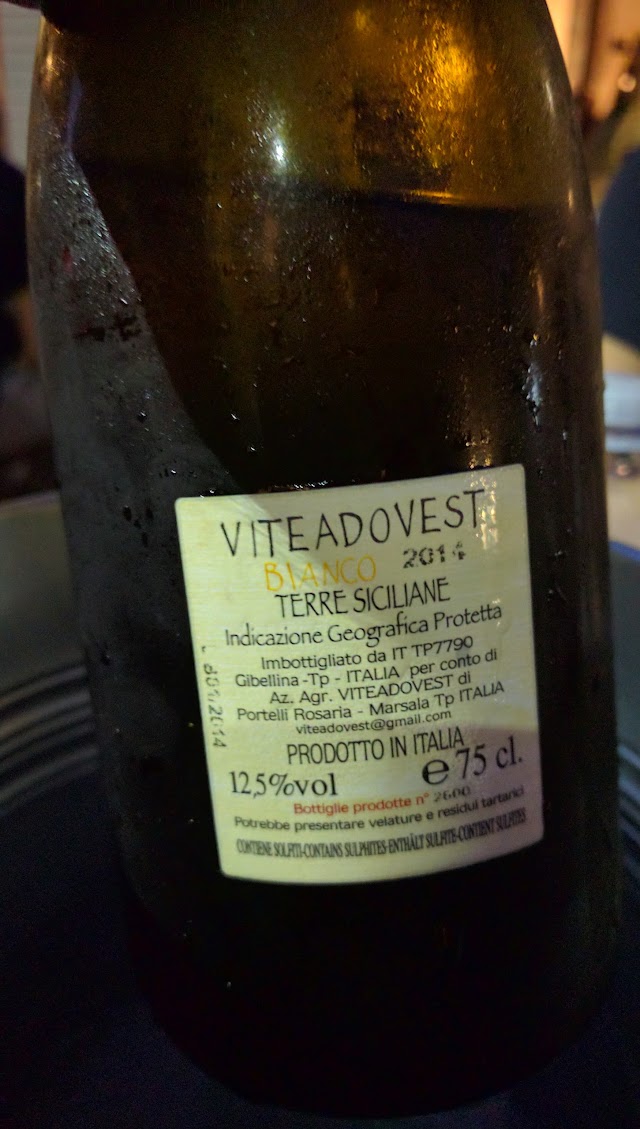 VITEADOVEST
BIANCO 2014
TERRE SICILIANE
Indicazione Geografica Protetta
Imbottigliato da IT TP7790
Gibellina -Tp - ITALIA per conto di
Az. Agr. VITEADOVEST di
Portelli Rosaria - Marsala Tp ITALIA
viteadovest@gmail.com
PRODOTTO IN ITALIA
12,5%vol e 75 cl.
Bottiglie prodotte n° 2600
Potrebbe presentare velature e residui tartarici
CONTIENE SOLFITI-CONTAINS SULPHITES-ENTHÄLT SULFITE-CONTIENT SULFITES